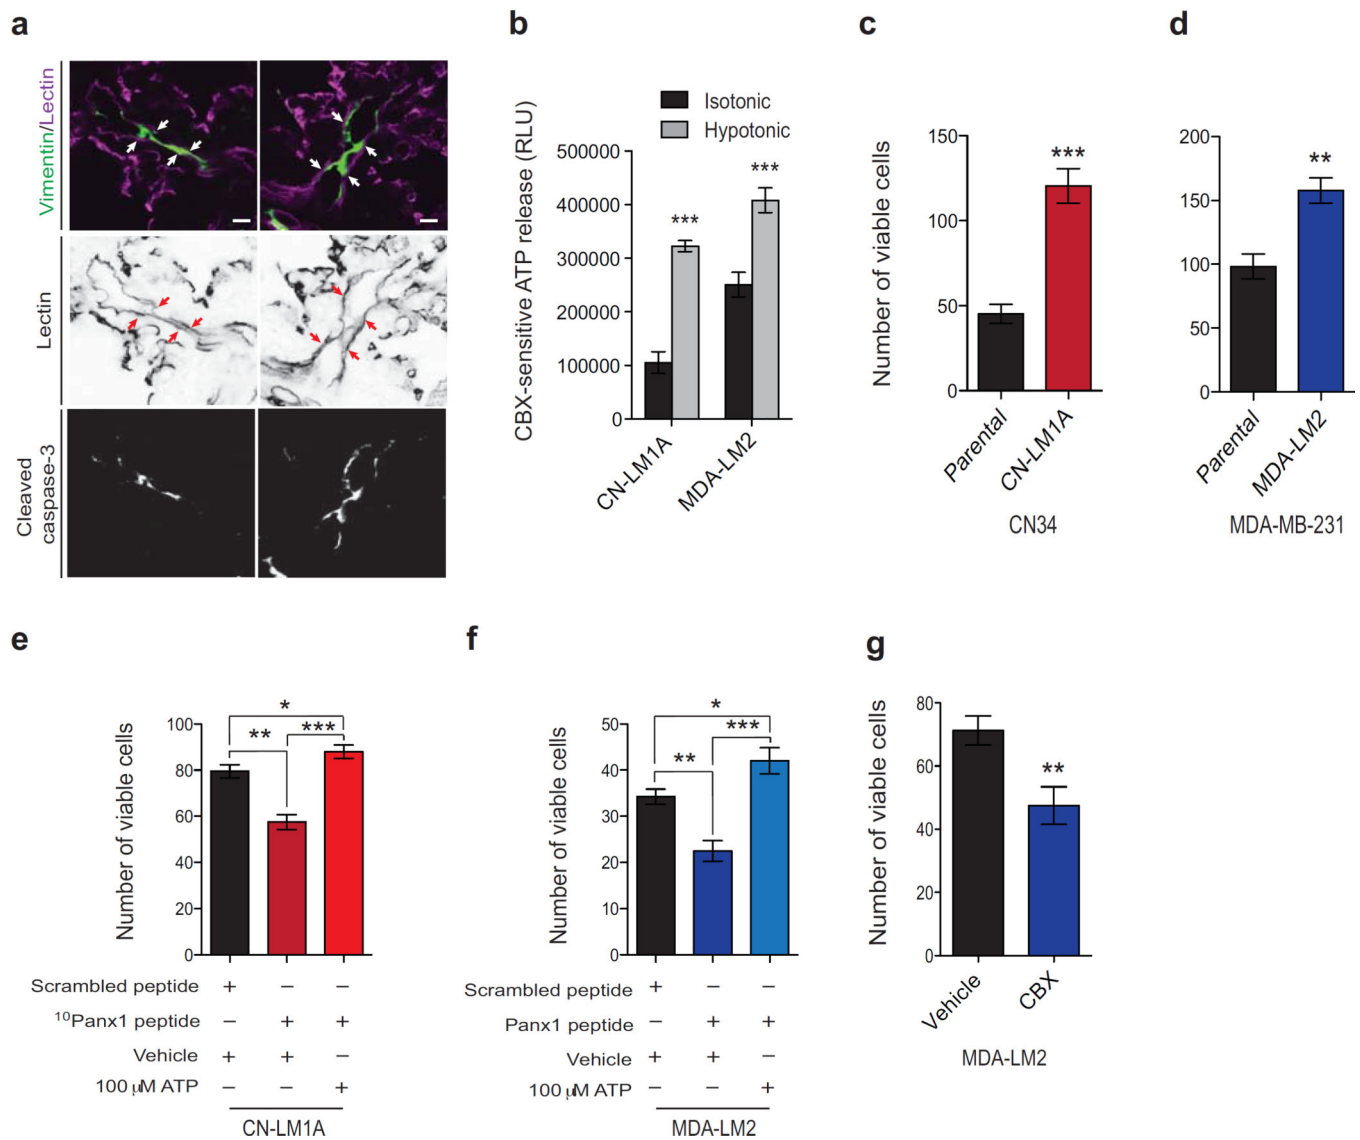 a
Vimentin/Lectin
Lectin
Cleaved
caspase-3
b
Isotonic
Hypotonic
CBX-sensitive ATP release (RLU)
500000
400000
300000
200000
100000
0
***
***
CN-LM1A
MDA-LM2
c
Number of viable cells
150
100
50
0
***
Parental
CN-LM1A
CN34
d
200
150
100
50
0
**
Parental
MDA-LM2
MDA-MB-231
e
Number of viable cells
100
80
60
40
20
0
*
** ***
Scrambled peptide + − −
¹⁰Panx1 peptide − + +
Vehicle + + −
100 µM ATP − − +
CN-LM1A
f
Number of viable cells
50
40
30
20
10
0
*
***
**
Scrambled peptide + − −
Panx1 peptide − + +
Vehicle + + −
100 µM ATP − − +
MDA-LM2
g
Number of viable cells
80
60
40
20
0
**
Vehicle
CBX
MDA-LM2